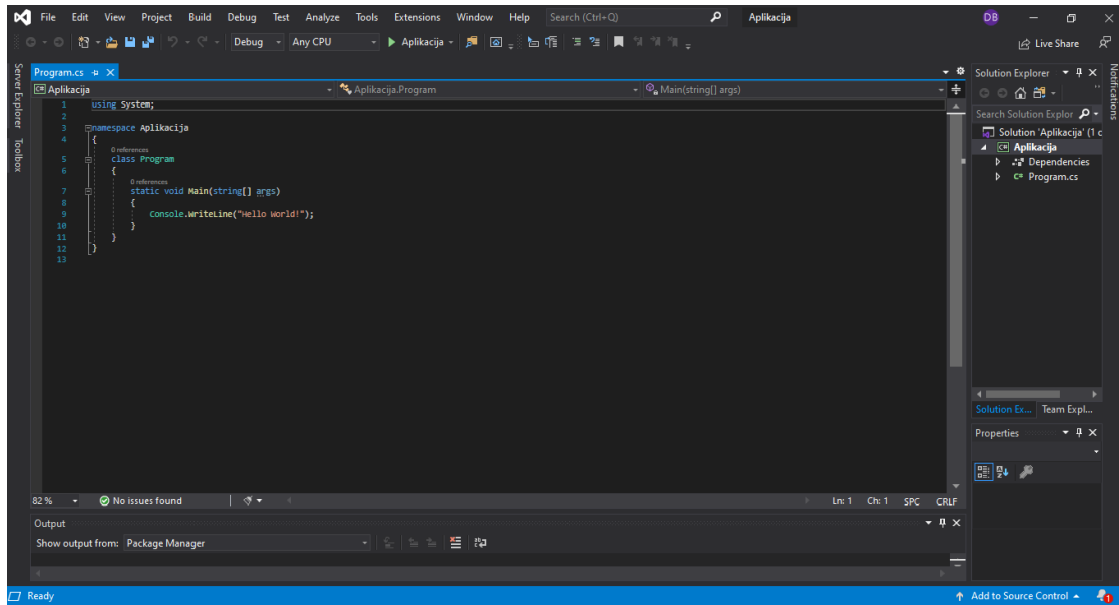 File Edit View Project Build Debug Test Analyze Tools Extensions Window Help Search (Ctrl+Q) Aplikacija DB
Debug Any CPU Aplikacija Live Share
Server Explorer
Toolbox
Notifications
Program.cs
Aplikacija Aplikacija.Program Main(string[] args)
1 using System;
2
3 namespace Aplikacija
4 {
0 references
5 class Program
6 {
0 references
7 static void Main(string[] args)
8 {
9 Console.WriteLine("Hello World!");
10 }
11 }
12 }
13
82 % No issues found Ln: 1 Ch: 1 SPC CRLF
Output
Show output from: Package Manager
Solution Explorer
Search Solution Explor
Solution 'Aplikacija' (1 c
Aplikacija
Dependencies
C# Program.cs
Solution Ex... Team Expl...
Properties
Ready Add to Source Control 1